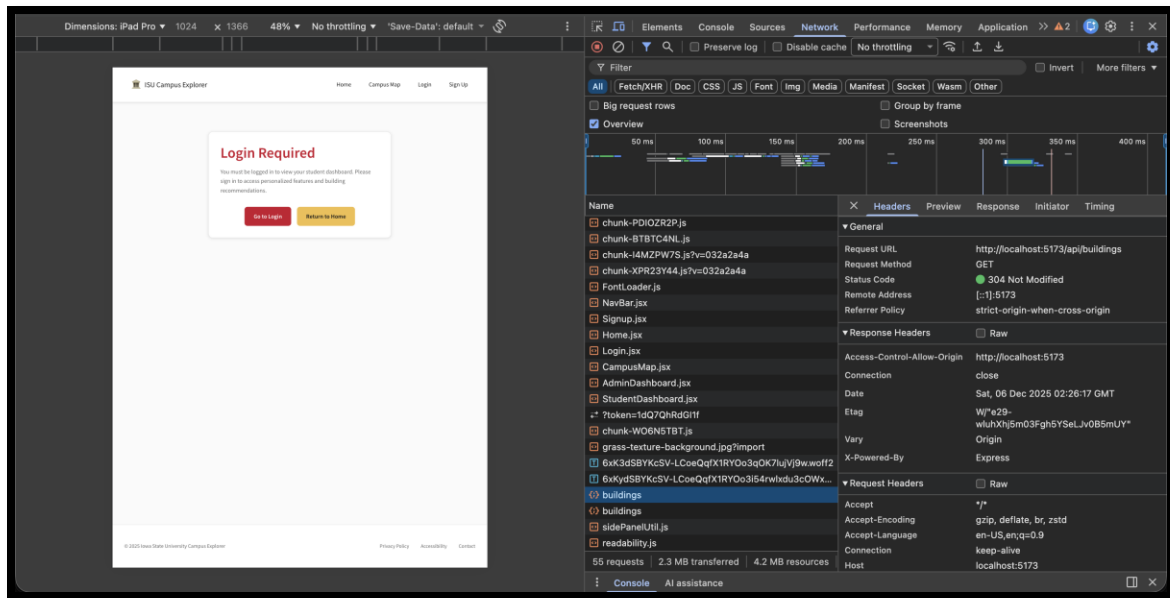 Dimensions: iPad Pro ▼ 1024 x 1366 48% ▼ No throttling ▼ 'Save-Data': default
Elements Console Sources Network Performance Memory Application 2
Preserve log Disable cache No throttling
Filter Invert More filters ▼
All Fetch/XHR Doc CSS JS Font Img Media Manifest Socket Wasm Other
Big request rows Group by frame
Overview Screenshots
50 ms 100 ms 150 ms 200 ms 250 ms 300 ms 350 ms 400 ms
ISU Campus Explorer Home Campus Map Login Sign Up
Login Required
You must be logged in to view your student dashboard. Please
sign in to access personalized features and building
recommendations.
Go to Login Return to Home
© 2025 Iowa State University Campus Explorer Privacy Policy Accessibility Contact
Name
chunk-PDIOZR2P.js
chunk-BTBTC4NL.js
chunk-I4MZPW7S.js?v=032a2a4a
chunk-XPR23Y44.js?v=032a2a4a
FontLoader.js
NavBar.jsx
Signup.jsx
Home.jsx
Login.jsx
CampusMap.jsx
AdminDashboard.jsx
StudentDashboard.jsx
?token=1dQ7QhRdGI1f
chunk-WO6N5TBT.js
grass-texture-background.jpg?import
6xK3dSBYKcSV-LCoeQqfX1RYOo3qOK7lujVj9w.woff2
6xKydSBYKcSV-LCoeQqfX1RYOo3i54rwlxdu3cOWx...
buildings
buildings
sidePanelUtil.js
readability.js
55 requests 2.3 MB transferred 4.2 MB resources
Headers Preview Response Initiator Timing
▼ General
Request URL http://localhost:5173/api/buildings
Request Method GET
Status Code 304 Not Modified
Remote Address [::1]:5173
Referrer Policy strict-origin-when-cross-origin
▼ Response Headers Raw
Access-Control-Allow-Origin http://localhost:5173
Connection close
Date Sat, 06 Dec 2025 02:26:17 GMT
Etag W/"e29-
wluhXhj5m03Fgh5YSeLJv0B5mUY"
Vary Origin
X-Powered-By Express
▼ Request Headers Raw
Accept */*
Accept-Encoding gzip, deflate, br, zstd
Accept-Language en-US,en;q=0.9
Connection keep-alive
Host localhost:5173
Console AI assistance